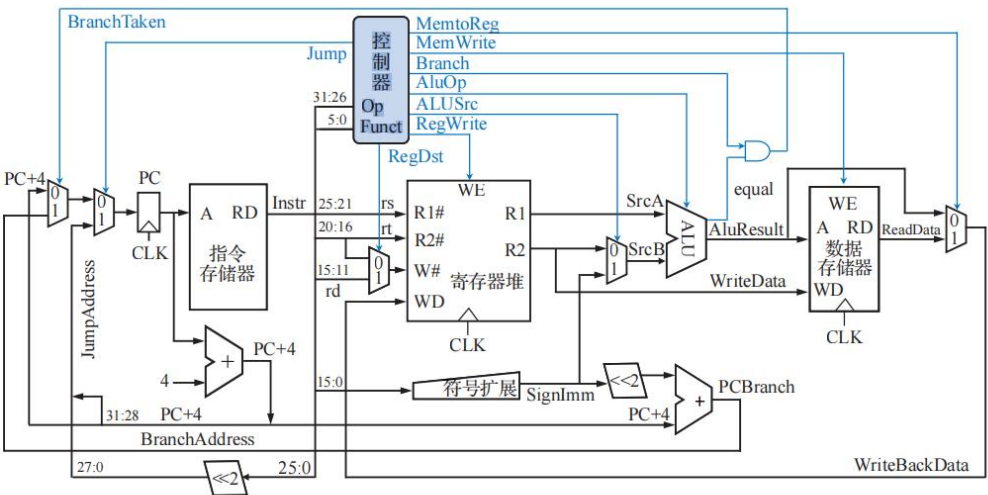 BranchTaken
MemtoReg
MemWrite
Jump
控制器
Branch
AluOp
ALUSrc
RegWrite
31:26
Op
5:0
Funct
RegDst
PC+4
PC
0
1
0
1
CLK
A
RD
指令
存储器
Instr
25:21
rs
20:16
rt
15:11
rd
0
1
WE
R1#
R1
R2#
R2
W#
寄存器堆
WD
CLK
SrcA
0
1
SrcB
ALU
equal
AluResult
WriteData
WE
A
RD
数据
存储器
WD
CLK
ReadData
0
1
JumpAddress
4
+
PC+4
15:0
符号扩展
SignImm
<<2
+
PCBranch
31:28
PC+4
PC+4
BranchAddress
27:0
<<2
25:0
WriteBackData